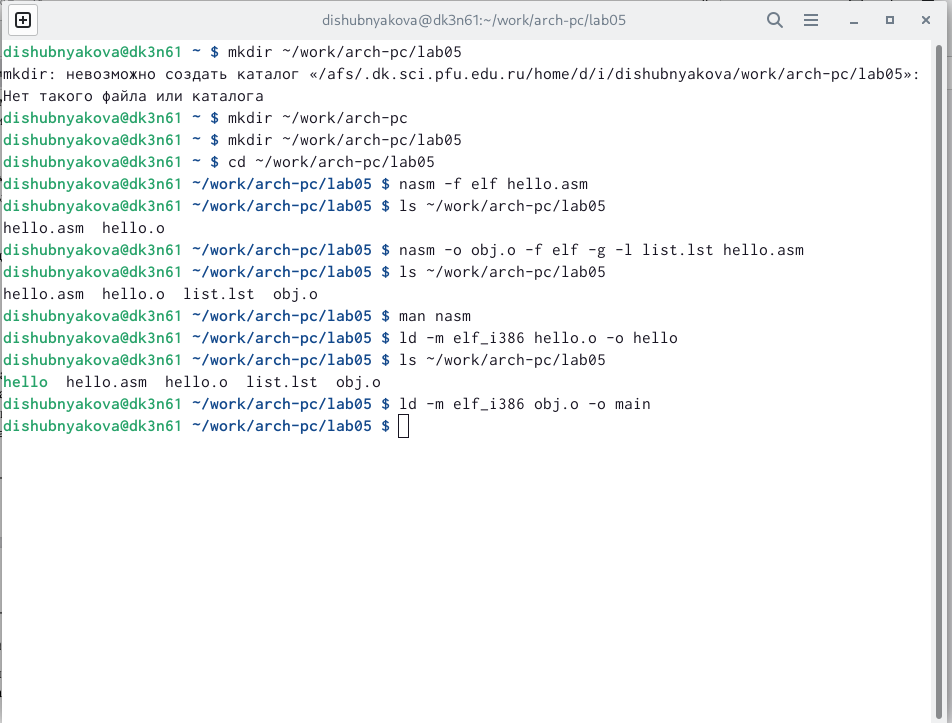 dishubnyakova@dk3n61:~/work/arch-pc/lab05
dishubnyakova@dk3n61 ~ $ mkdir ~/work/arch-pc/lab05
mkdir: невозможно создать каталог «/afs/.dk.sci.pfu.edu.ru/home/d/i/dishubnyakova/work/arch-pc/lab05»:
Нет такого файла или каталога
dishubnyakova@dk3n61 ~ $ mkdir ~/work/arch-pc
dishubnyakova@dk3n61 ~ $ mkdir ~/work/arch-pc/lab05
dishubnyakova@dk3n61 ~ $ cd ~/work/arch-pc/lab05
dishubnyakova@dk3n61 ~/work/arch-pc/lab05 $ nasm -f elf hello.asm
dishubnyakova@dk3n61 ~/work/arch-pc/lab05 $ ls ~/work/arch-pc/lab05
hello.asm  hello.o
dishubnyakova@dk3n61 ~/work/arch-pc/lab05 $ nasm -o obj.o -f elf -g -l list.lst hello.asm
dishubnyakova@dk3n61 ~/work/arch-pc/lab05 $ ls ~/work/arch-pc/lab05
hello.asm  hello.o  list.lst  obj.o
dishubnyakova@dk3n61 ~/work/arch-pc/lab05 $ man nasm
dishubnyakova@dk3n61 ~/work/arch-pc/lab05 $ ld -m elf_i386 hello.o -o hello
dishubnyakova@dk3n61 ~/work/arch-pc/lab05 $ ls ~/work/arch-pc/lab05
hello  hello.asm  hello.o  list.lst  obj.o
dishubnyakova@dk3n61 ~/work/arch-pc/lab05 $ ld -m elf_i386 obj.o -o main
dishubnyakova@dk3n61 ~/work/arch-pc/lab05 $